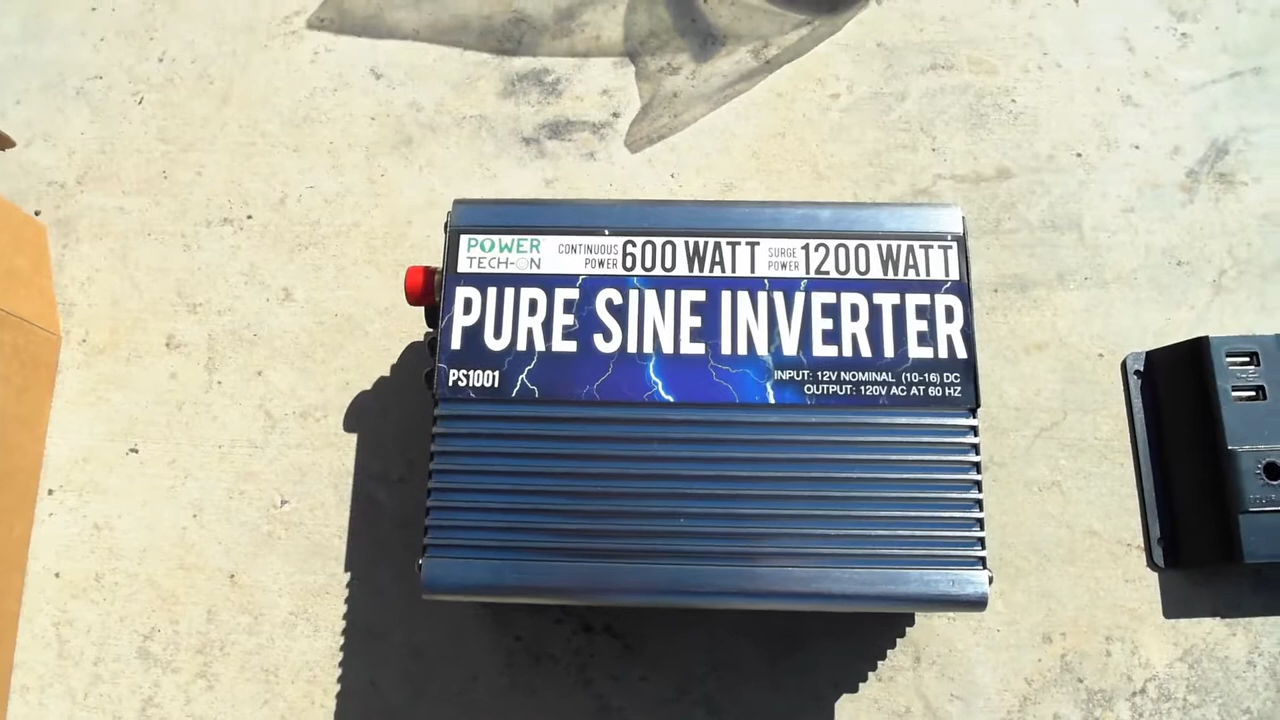 POWER TECH-ON
CONTINUOUS POWER 600 WATT SURGE POWER 1200 WATT
PURE SINE INVERTER
PS1001
INPUT: 12V NOMINAL (10-16) DC
OUTPUT: 120V AC AT 60 HZ